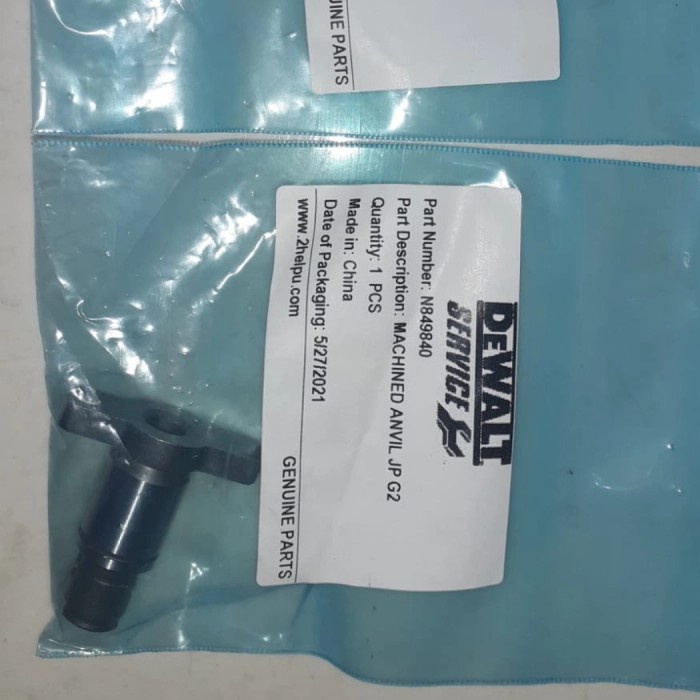 UINE PARTS
DEWALT
SERVICE
Part Number: N849840
Part Description: MACHINED ANVIL JP G2
Quantity: 1 PCS
Made in: China
Date of Packaging: 5/27/2021
www.2helpu.com
GENUINE PARTS